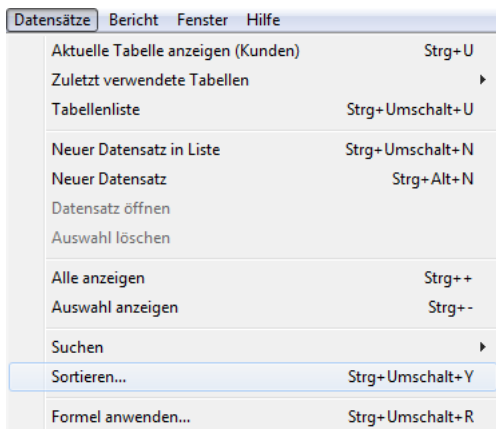 Datensätze Bericht Fenster Hilfe
Aktuelle Tabelle anzeigen (Kunden) Strg+U
Zuletzt verwendete Tabellen
Tabellenliste Strg+Umschalt+U
Neuer Datensatz in Liste Strg+Umschalt+N
Neuer Datensatz Strg+Alt+N
Datensatz öffnen
Auswahl löschen
Alle anzeigen Strg++
Auswahl anzeigen Strg+-
Suchen
Sortieren... Strg+Umschalt+Y
Formel anwenden... Strg+Umschalt+R